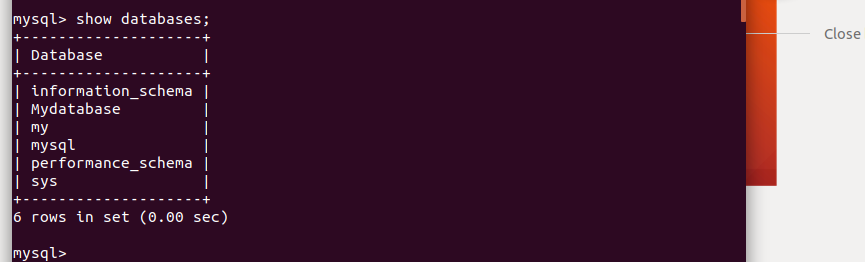 mysql> show databases;
+--------------------+
| Database           |
+--------------------+
| information_schema |
| Mydatabase         |
| my                 |
| mysql              |
| performance_schema |
| sys                |
+--------------------+
6 rows in set (0.00 sec)
mysql>
Close